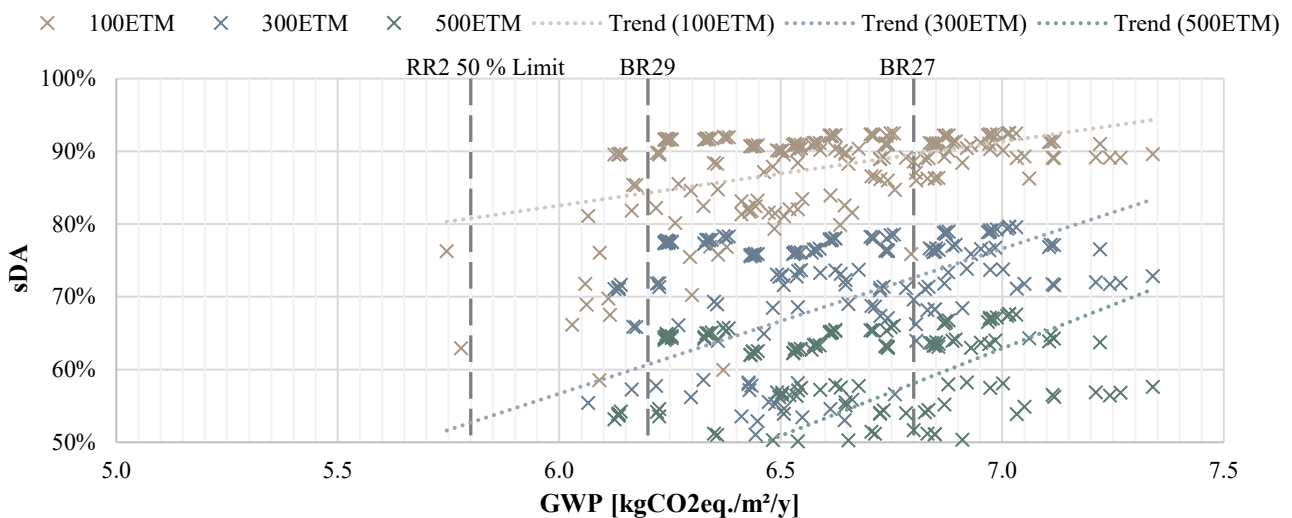 100ETM 300ETM 500ETM Trend (100ETM) Trend (300ETM) Trend (500ETM)
RR2 50 % Limit BR29 BR27
100%
90%
80%
70%
60%
50%
sDA
5.0 5.5 6.0 6.5 7.0 7.5
GWP [kgCO2eq./m²/y]